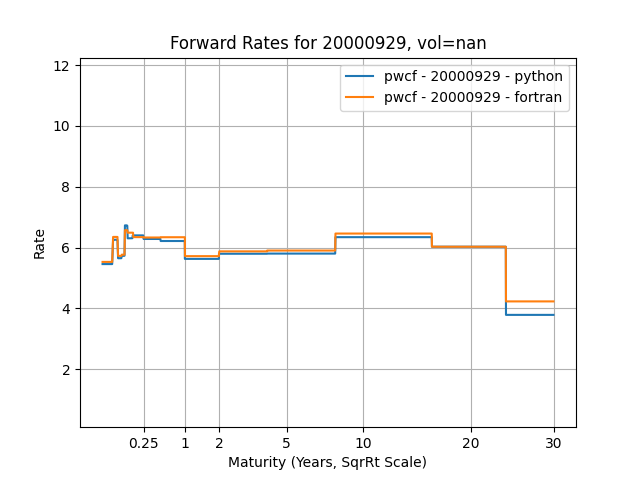 Forward Rates for 20000929, vol=nan
pwcf - 20000929 - python
pwcf - 20000929 - fortran
12
10
8
6
4
2
Rate
0.25 1 2 5 10 20 30
Maturity (Years, SqrRt Scale)